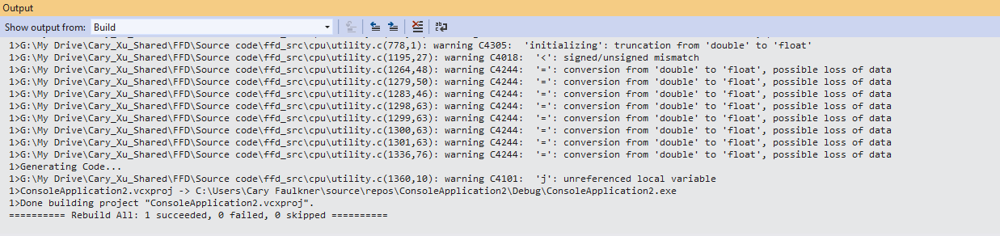 Output
Show output from: Build
1>G:\My Drive\Cary_Xu_Shared\FFD\Source code\ffd_src\cpu\utility.c(778,1): warning C4305: 'initializing': truncation from 'double' to 'float'
1>G:\My Drive\Cary_Xu_Shared\FFD\Source code\ffd_src\cpu\utility.c(1195,27): warning C4018: '<': signed/unsigned mismatch
1>G:\My Drive\Cary_Xu_Shared\FFD\Source code\ffd_src\cpu\utility.c(1264,48): warning C4244: '=': conversion from 'double' to 'float', possible loss of data
1>G:\My Drive\Cary_Xu_Shared\FFD\Source code\ffd_src\cpu\utility.c(1279,50): warning C4244: '=': conversion from 'double' to 'float', possible loss of data
1>G:\My Drive\Cary_Xu_Shared\FFD\Source code\ffd_src\cpu\utility.c(1283,46): warning C4244: '=': conversion from 'double' to 'float', possible loss of data
1>G:\My Drive\Cary_Xu_Shared\FFD\Source code\ffd_src\cpu\utility.c(1298,63): warning C4244: '=': conversion from 'double' to 'float', possible loss of data
1>G:\My Drive\Cary_Xu_Shared\FFD\Source code\ffd_src\cpu\utility.c(1299,63): warning C4244: '=': conversion from 'double' to 'float', possible loss of data
1>G:\My Drive\Cary_Xu_Shared\FFD\Source code\ffd_src\cpu\utility.c(1300,63): warning C4244: '=': conversion from 'double' to 'float', possible loss of data
1>G:\My Drive\Cary_Xu_Shared\FFD\Source code\ffd_src\cpu\utility.c(1301,63): warning C4244: '=': conversion from 'double' to 'float', possible loss of data
1>G:\My Drive\Cary_Xu_Shared\FFD\Source code\ffd_src\cpu\utility.c(1336,76): warning C4244: '=': conversion from 'double' to 'float', possible loss of data
1>Generating Code...
1>G:\My Drive\Cary_Xu_Shared\FFD\Source code\ffd_src\cpu\utility.c(1360,10): warning C4101: 'j': unreferenced local variable
1>ConsoleApplication2.vcxproj -> C:\Users\Cary Faulkner\source\repos\ConsoleApplication2\Debug\ConsoleApplication2.exe
1>Done building project "ConsoleApplication2.vcxproj".
========== Rebuild All: 1 succeeded, 0 failed, 0 skipped ==========